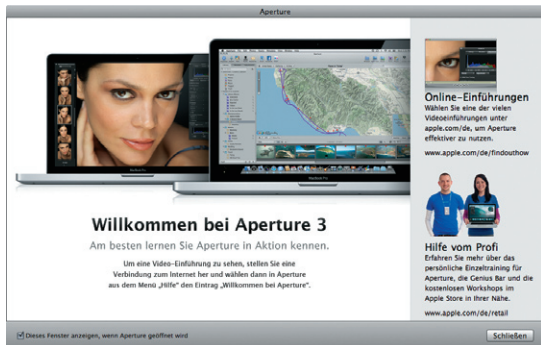 Aperture
Willkommen bei Aperture 3
Am besten lernen Sie Aperture in Aktion kennen.
Um eine Video-Einführung zu sehen, stellen Sie eine
Verbindung zum Internet her und wählen dann in Aperture
aus dem Menü „Hilfe“ den Eintrag „Willkommen bei Aperture“.
Online-Einführungen
Wählen Sie eine der vielen
Videoeinführungen unter
apple.com/de, um Aperture
effektiver zu nutzen.
www.apple.com/de/findouthow
Hilfe vom Profi
Erfahren Sie mehr über das
persönliche Einzeltraining für
Aperture, die Genius Bar und die
kostenlosen Workshops im
Apple Store in Ihrer Nähe.
www.apple.com/de/retail
Dieses Fenster anzeigen, wenn Aperture geöffnet wird
Schließen